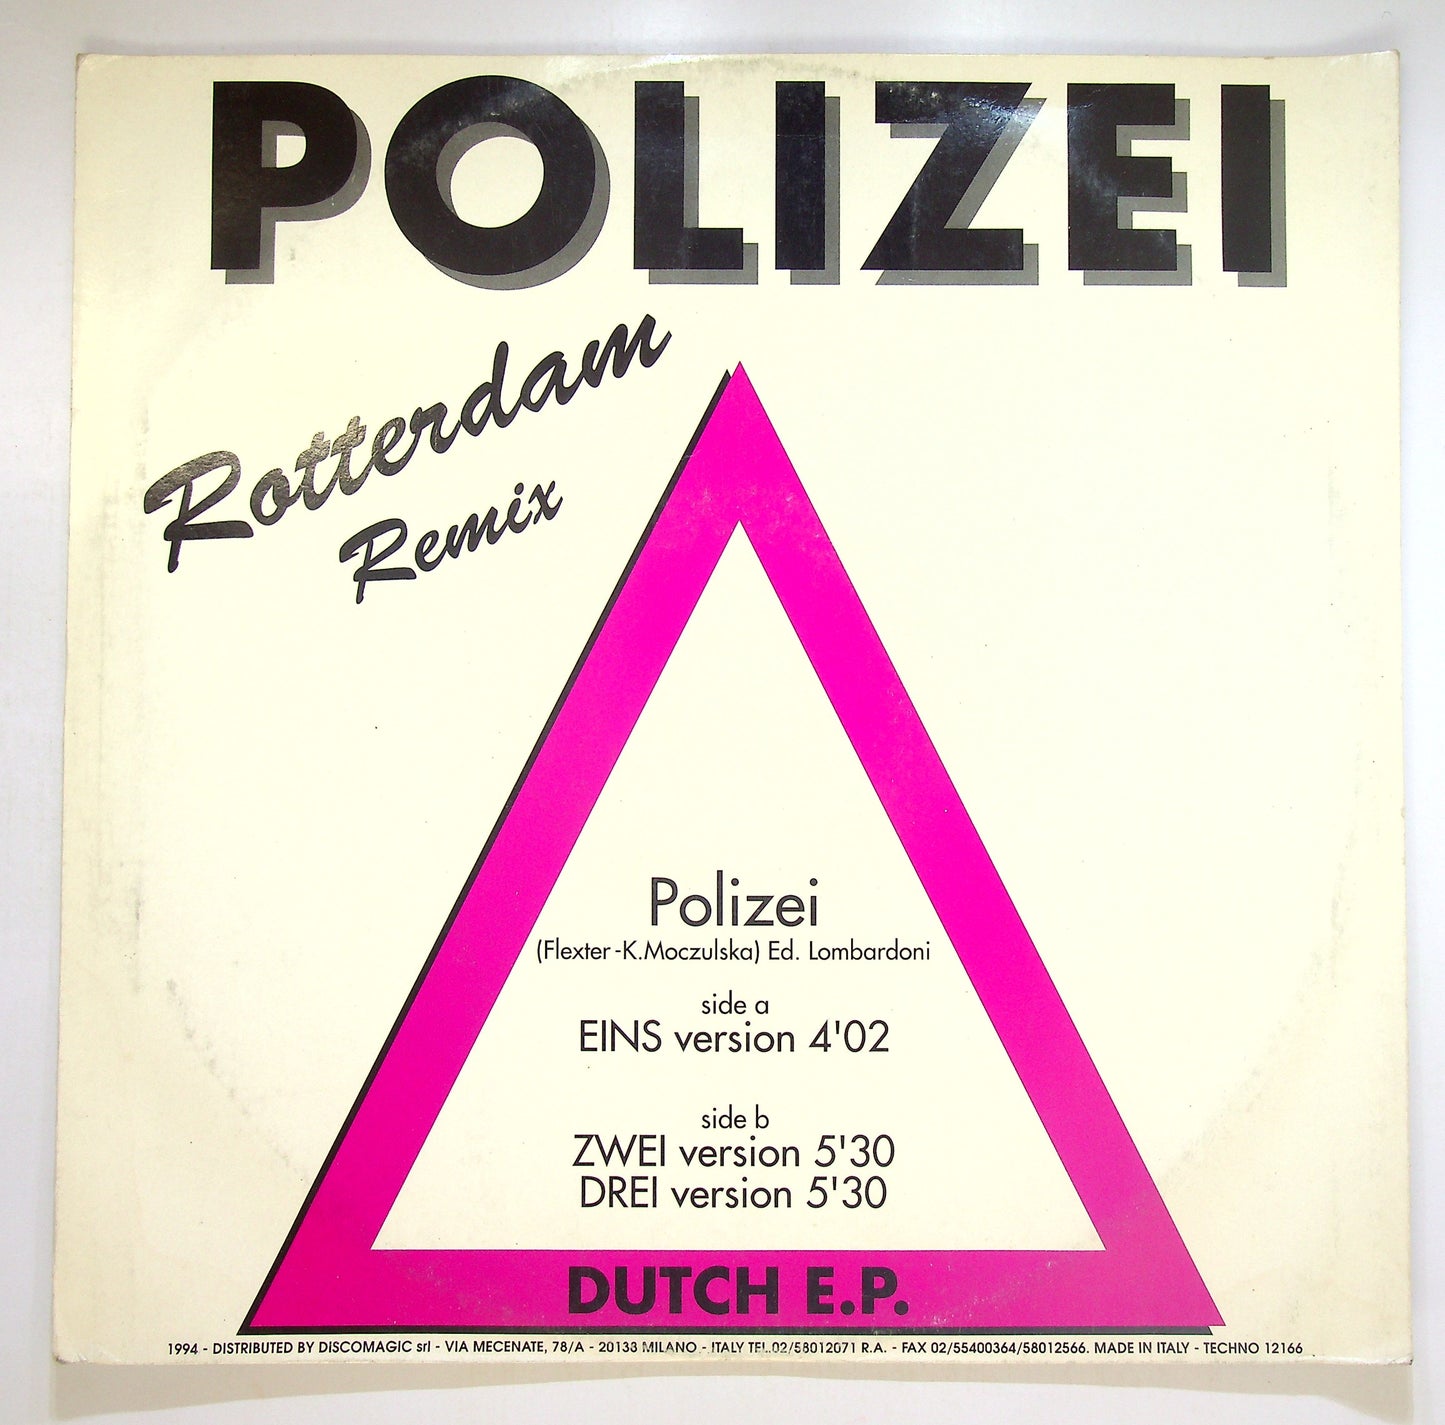 POLIZEI
Rotterdam
Remix
Polizei
(Flexter-K.Moczulska) Ed. Lombardoni
side a
EINS version 4'02
side b
ZWEI version 5'30
DREI version 5'30
DUTCH E.P.
1994 - DISTRIBUTED BY DISCOMAGIC srl - VIA MECENATE, 78/A - 20133 MILANO - ITALY TEL.02/58012071 R.A. - FAX 02/55400364/58012566. MADE IN ITALY - TECHNO 12166